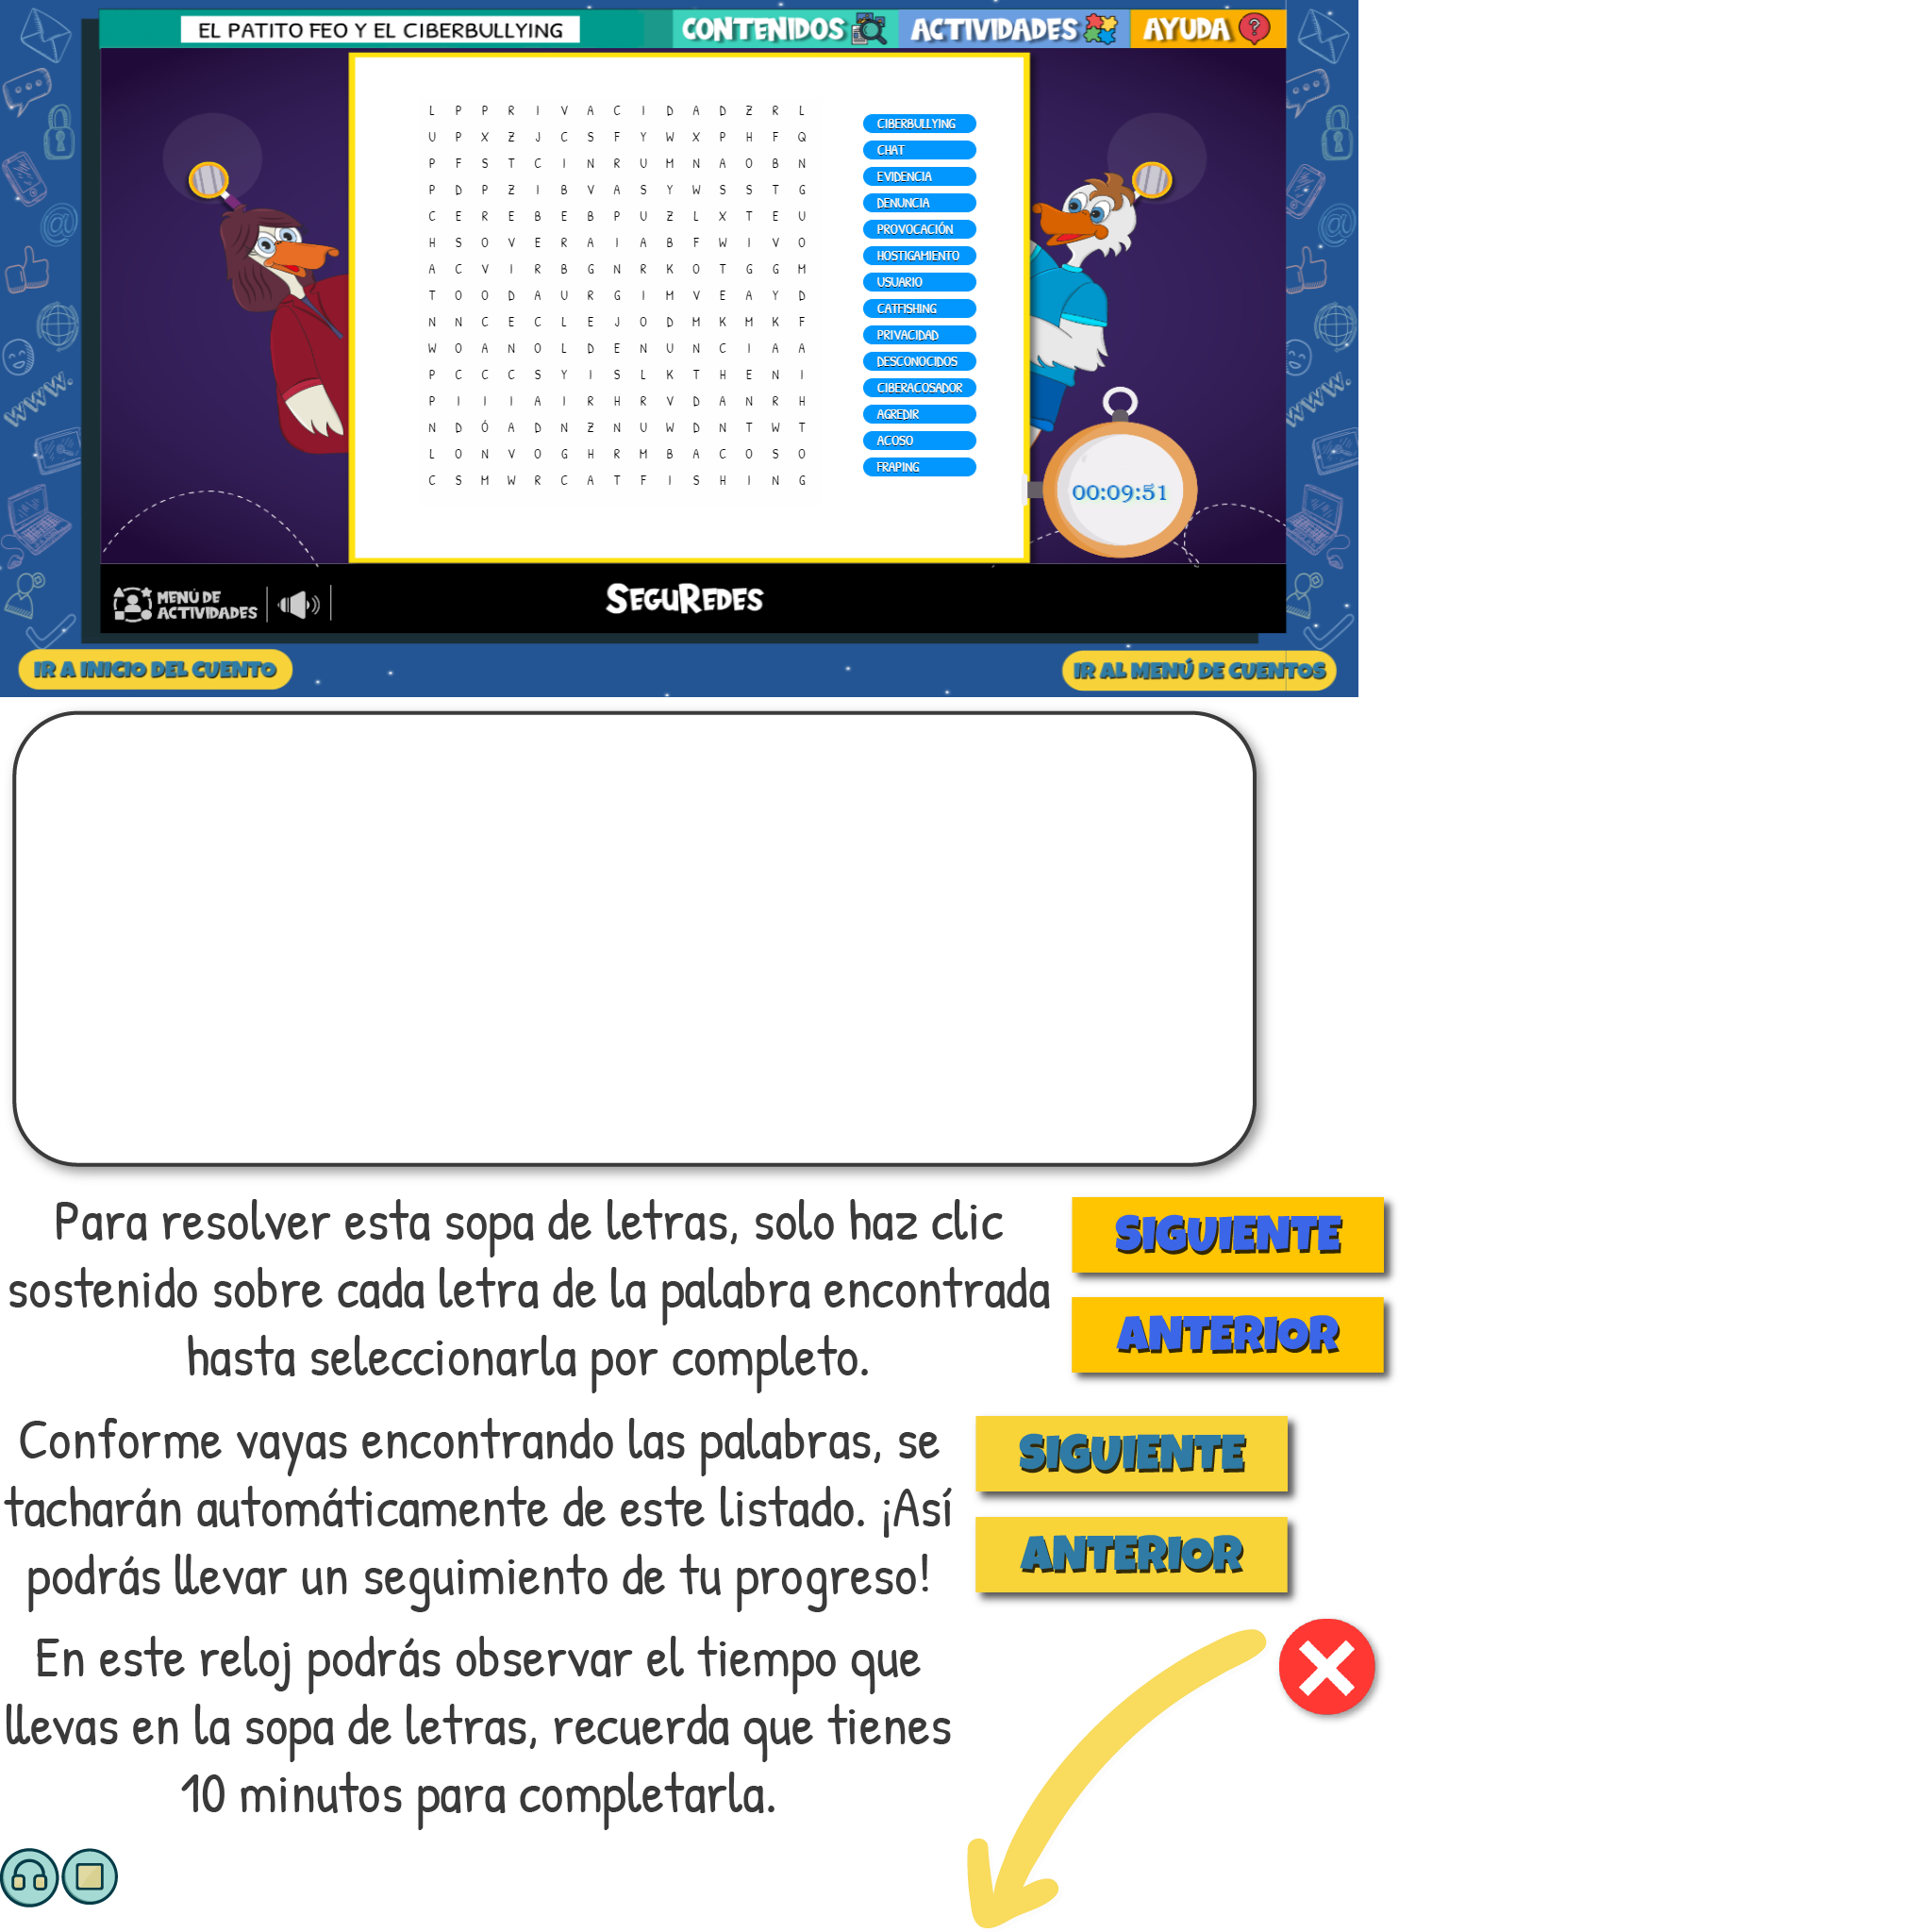 EL PATITO FEO Y EL CIBERBULLYING
CONTENIDOS
ACTIVIDADES
AYUDA
?
L P P R I V A C I D A D Z R L
U P X Z J C S F Y W X P H F Q
P F S T C I N R U M N A O B N
P D P Z I B V A S Y W S S T G
C E R E B E B P U Z L X T E U
H S O V E R A I A B F W I V O
A C V I R B G N R K O T G G M
T O O D A U R G I M V E A Y D
N N C E C L E J O D M K M K F
W O A N O L D E N U N C I A A
P C C C S Y I S L K T H E N I
P I I I A I R H R V D A N R H
N D Ó A D N Z N U W D N T W T
L O N V O G H R M B A C O S O
C S M W R C A T F I S H I N G
CIBERBULLYING
CHAT
EVIDENCIA
DENUNCIA
PROVOCACIÓN
HOSTIGAMIENTO
USUARIO
CATFISHING
PRIVACIDAD
DESCONOCIDOS
CIBERACOSADOR
AGREDIR
ACOSO
FRAPING
00:09:51
@
www.
@
www.
MENÚ DE
ACTIVIDADES
SEGUREDES
IR A INICIO DEL CUENTO
IR AL MENÚ DE CUENTOS
Para resolver esta sopa de letras, solo haz clic
sostenido sobre cada letra de la palabra encontrada
hasta seleccionarla por completo.
SIGUIENTE
ANTERIOR
Conforme vayas encontrando las palabras, se
tacharán automáticamente de este listado. ¡Así
podrás llevar un seguimiento de tu progreso!
SIGUIENTE
ANTERIOR
En este reloj podrás observar el tiempo que
llevas en la sopa de letras, recuerda que tienes
10 minutos para completarla.